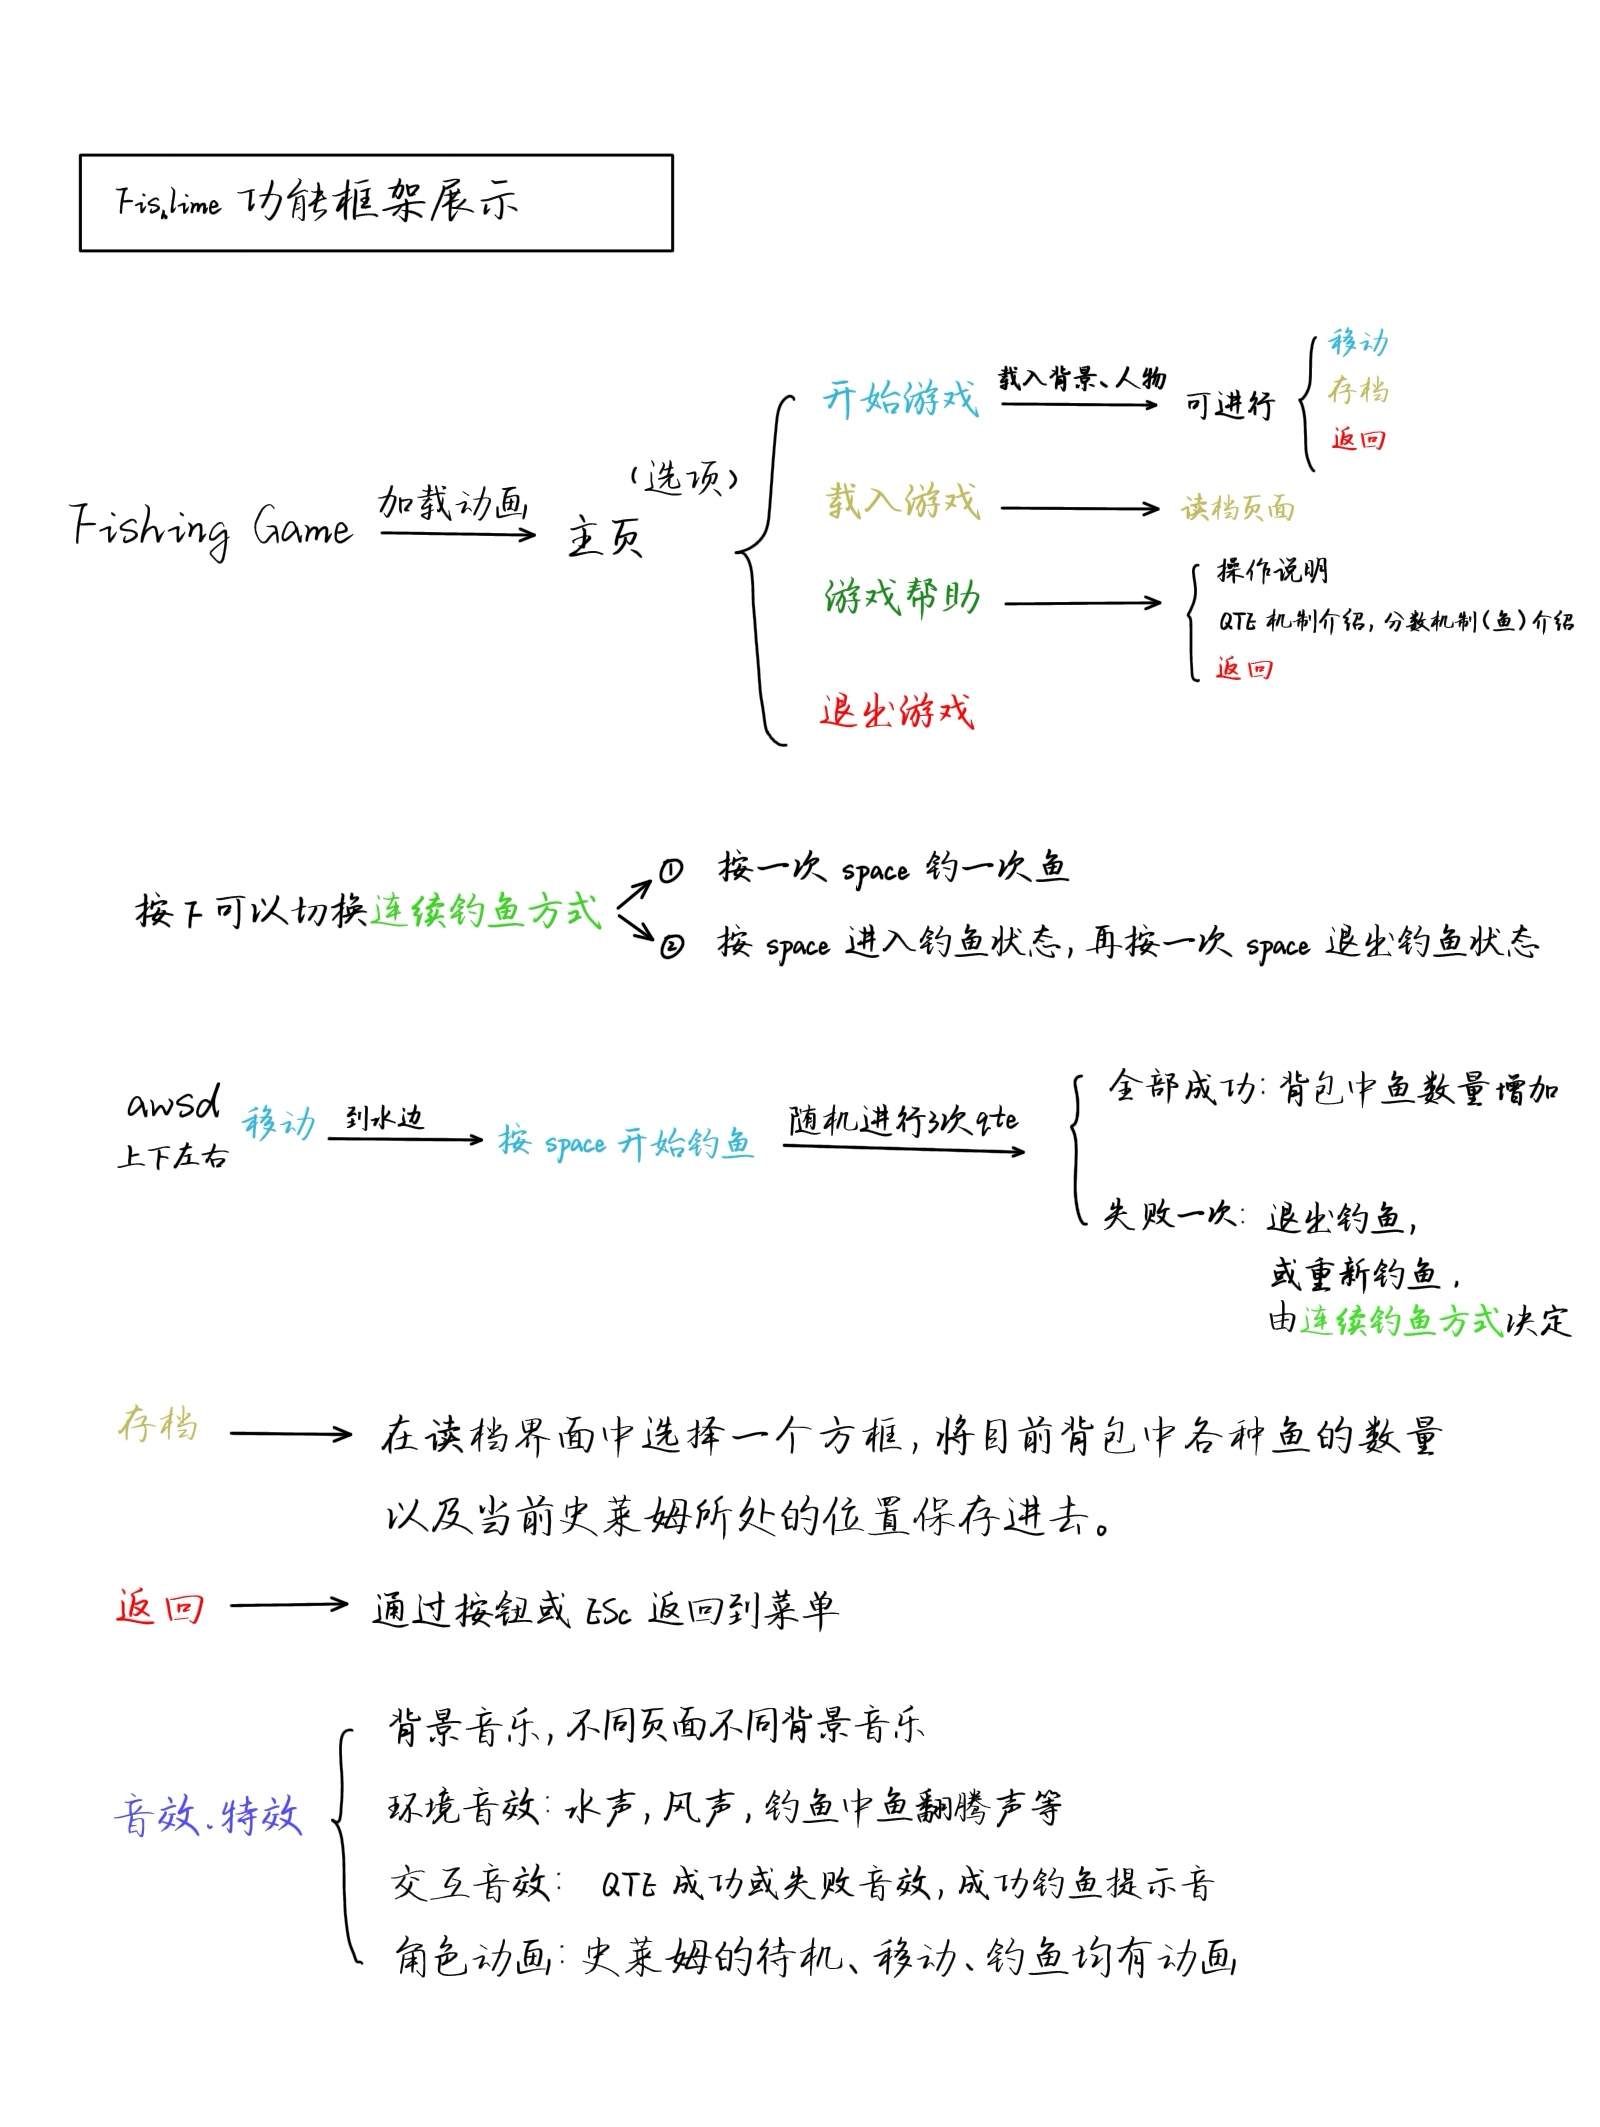 Fishlime 功能框架展示
移动
开始游戏 载入背景、人物 可进行 存档
返回
(选项)
载入游戏 读档页面
Fishing Game 加载动画 主页
操作说明
游戏帮助 QTE 机制介绍, 分数机制(鱼)介绍
返回
退出游戏
① 按一次 space 钓一次鱼
按下可以切换连续钓鱼方式
② 按 space 进入钓鱼状态, 再按一次 space 退出钓鱼状态
全部成功: 背包中鱼数量增加
awsd 移动 到水边 按 space 开始钓鱼 随机进行3次qte
上下左右
失败一次: 退出钓鱼,
或重新钓鱼,
由连续钓鱼方式决定
存档 在读档界面中选择一个方框, 将目前背包中各种鱼的数量
以及当前史莱姆所处的位置保存进去。
返回 通过按钮或 ESc 返回到菜单
背景音乐, 不同页面不同背景音乐
音效.特效 环境音效: 水声, 风声, 钓鱼中鱼翻腾声等
交互音效: QTE 成功或失败音效, 成功钓鱼提示音
角色动画: 史莱姆的待机、移动、钓鱼均有动画